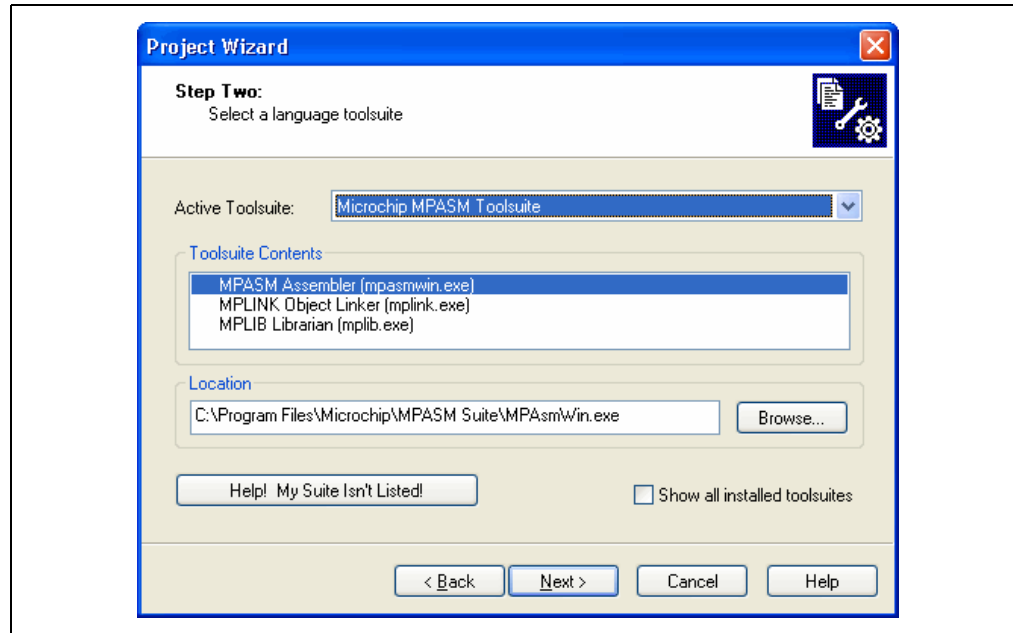 Project Wizard
Step Two:
Select a language toolsuite
Active Toolsuite:
Microchip MPASM Toolsuite
Toolsuite Contents
MPASM Assembler (mpasmwin.exe)
MPLINK Object Linker (mplink.exe)
MPLIB Librarian (mplib.exe)
Location
C:\Program Files\Microchip\MPASM Suite\MPAsmWin.exe
Browse...
Help!  My Suite Isn't Listed!
Show all installed toolsuites
< Back
Next >
Cancel
Help